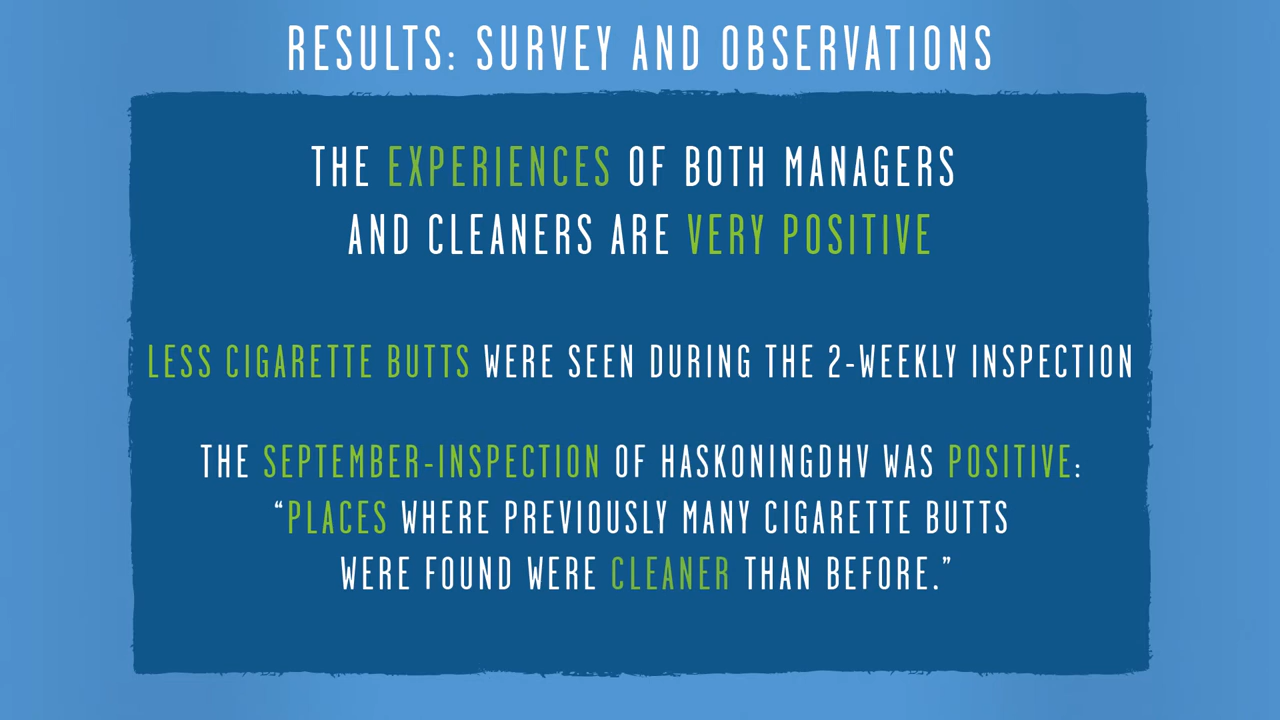 RESULTS: SURVEY AND OBSERVATIONS
THE EXPERIENCES OF BOTH MANAGERS
AND CLEANERS ARE VERY POSITIVE
LESS CIGARETTE BUTTS WERE SEEN DURING THE 2-WEEKLY INSPECTION
THE SEPTEMBER-INSPECTION OF HASKONINGDHV WAS POSITIVE:
“PLACES WHERE PREVIOUSLY MANY CIGARETTE BUTTS
WERE FOUND WERE CLEANER THAN BEFORE.”